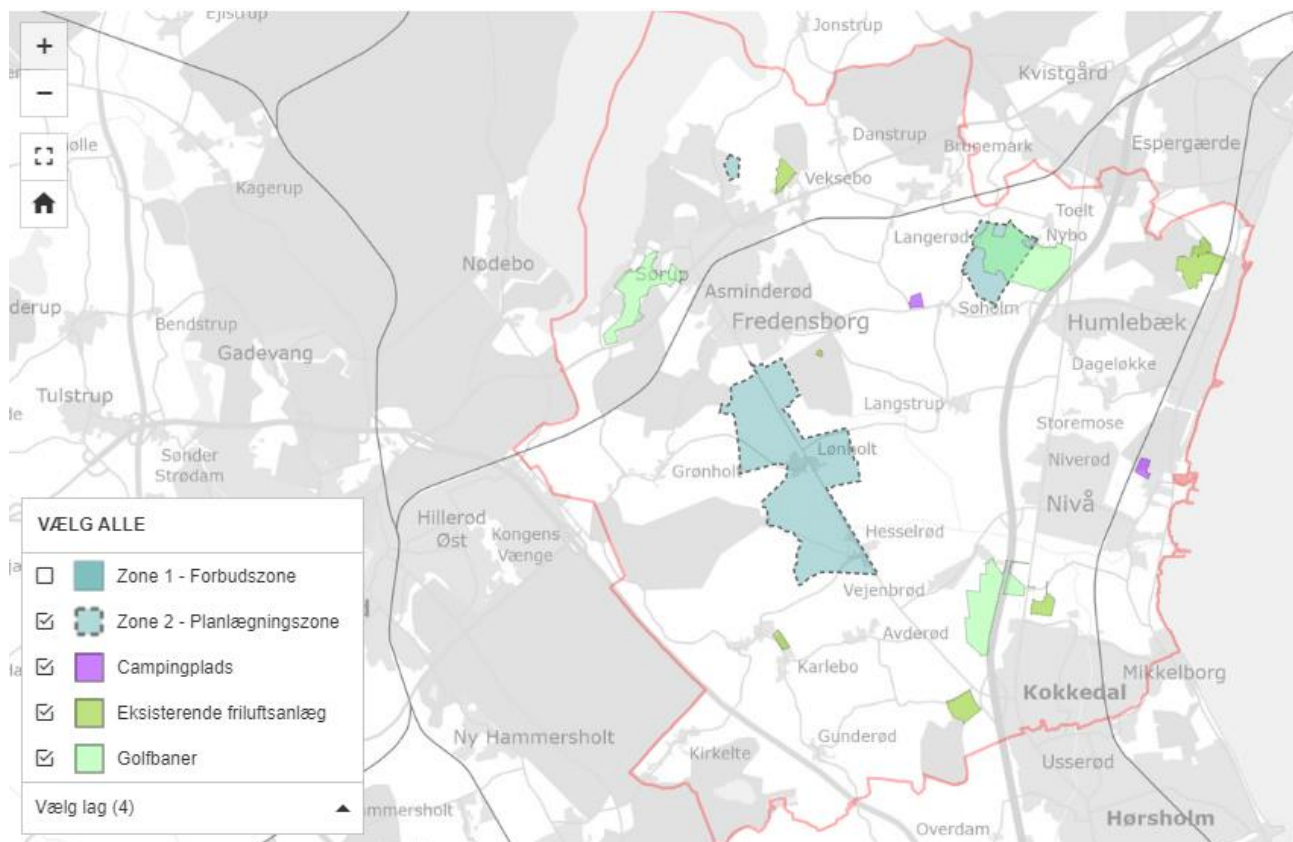 Ejlstrup
Jonstrup
+
−
Kvistgård
Danstrup
Brunemark
Espergærde
Kagerup
Veksebo
Toelt
Langerød
Nybo
Nødebo
Sørup
Asminderød
Søholm
Fredensborg
Humlebæk
Bendstrup
Gadevang
Dageløkke
Tulstrup
Langstrup
Storemose
Lønholt
Sønder
Strødam
Grønholt
Niverød
Nivå
VÆLG ALLE
Hillerød
Øst
Kongens
Vænge
Hesselrød
Zone 1 - Forbudszone
Vejenbrød
Zone 2 - Planlægningszone
Avderød
Campingplads
Karlebo
Mikkelborg
Kokkedal
Eksisterende friluftsanlæg
Ny Hammersholt
Gunderød
Kirkelte
Golfbaner
Usserød
Vælg lag (4)
Hørsholm
Overdam